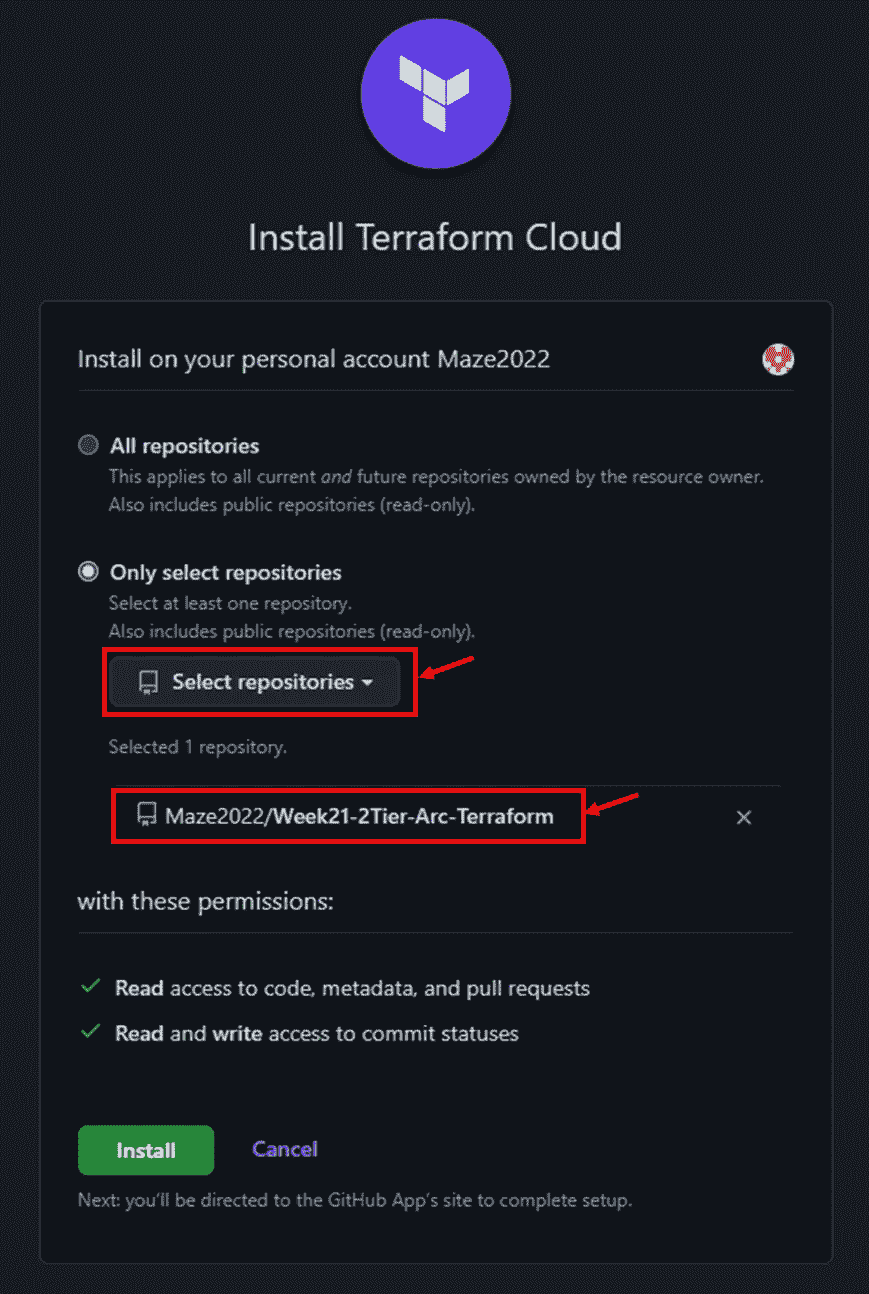 Install Terraform Cloud
Install on your personal account Maze2022
All repositories
This applies to all current and future repositories owned by the resource owner.
Also includes public repositories (read-only).
Only select repositories
Select at least one repository.
Also includes public repositories (read-only).
Select repositories
Selected 1 repository.
Maze2022/Week21-2Tier-Arc-Terraform
with these permissions:
Read access to code, metadata, and pull requests
Read and write access to commit statuses
Install Cancel
Next: you'll be directed to the GitHub App's site to complete setup.